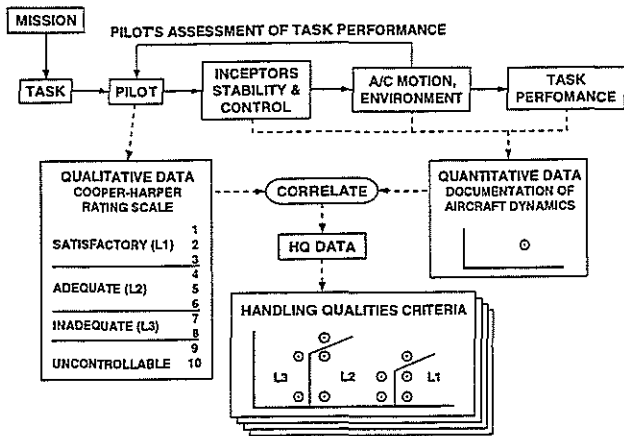 MISSION
PILOT'S ASSESSMENT OF TASK PERFORMANCE
TASK
PILOT
INCEPTORS
STABILITY &
CONTROL
A/C MOTION,
ENVIRONMENT
TASK
PERFOMANCE
QUALITATIVE DATA
COOPER-HARPER
RATING SCALE
1
SATISFACTORY (L1) 2
3
4
ADEQUATE (L2) 5
6
7
INADEQUATE (L3)
8
9
UNCONTROLLABLE 10
CORRELATE
HQ DATA
QUANTITATIVE DATA
DOCUMENTATION OF
AIRCRAFT DYNAMICS
HANDLING QUALITIES CRITERIA
L3 L2 L1